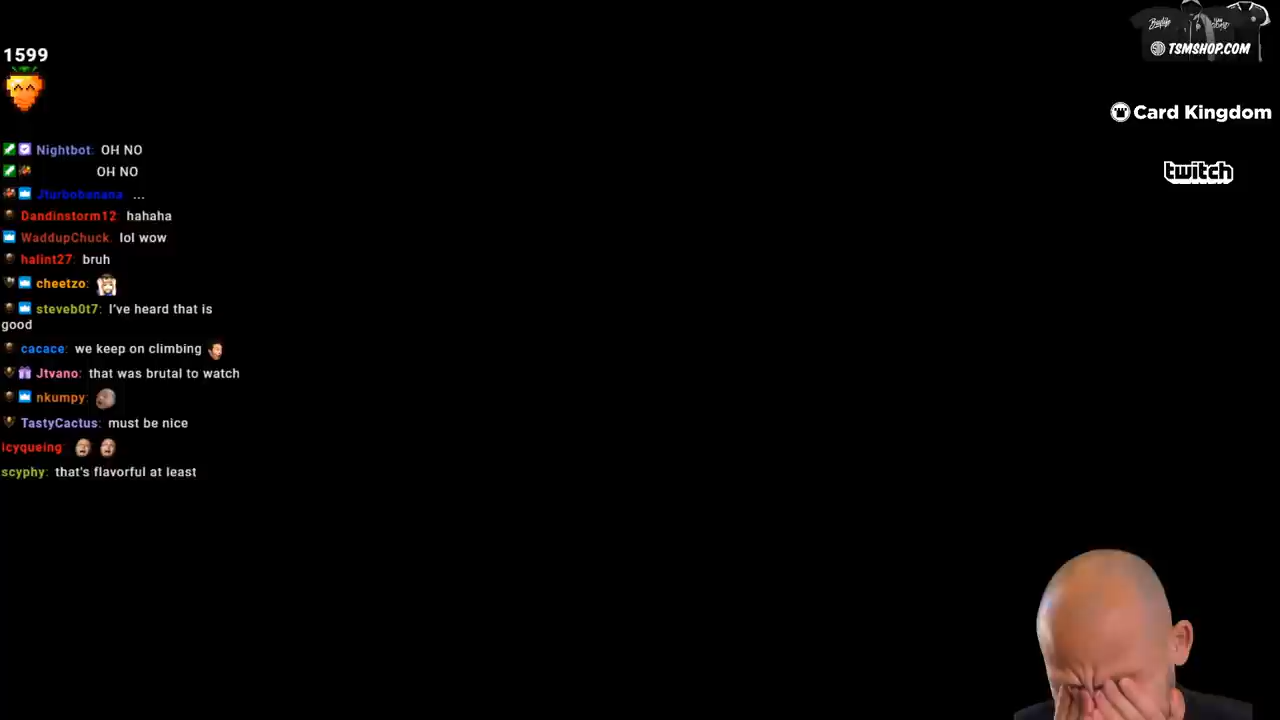 TSMSHOP.COM
1599
Card Kingdom
Nightbot: OH NO
OH NO
twitch
Jturbobanana ...
Dandinstorm12 hahaha
WaddupChuck: lol wow
halint27: bruh
cheetzo:
steveb0t7: I've heard that is
good
cacace: we keep on climbing
Jtvano: that was brutal to watch
nkumpy:
TastyCactus: must be nice
icyqueing:
scyphy: that's flavorful at least